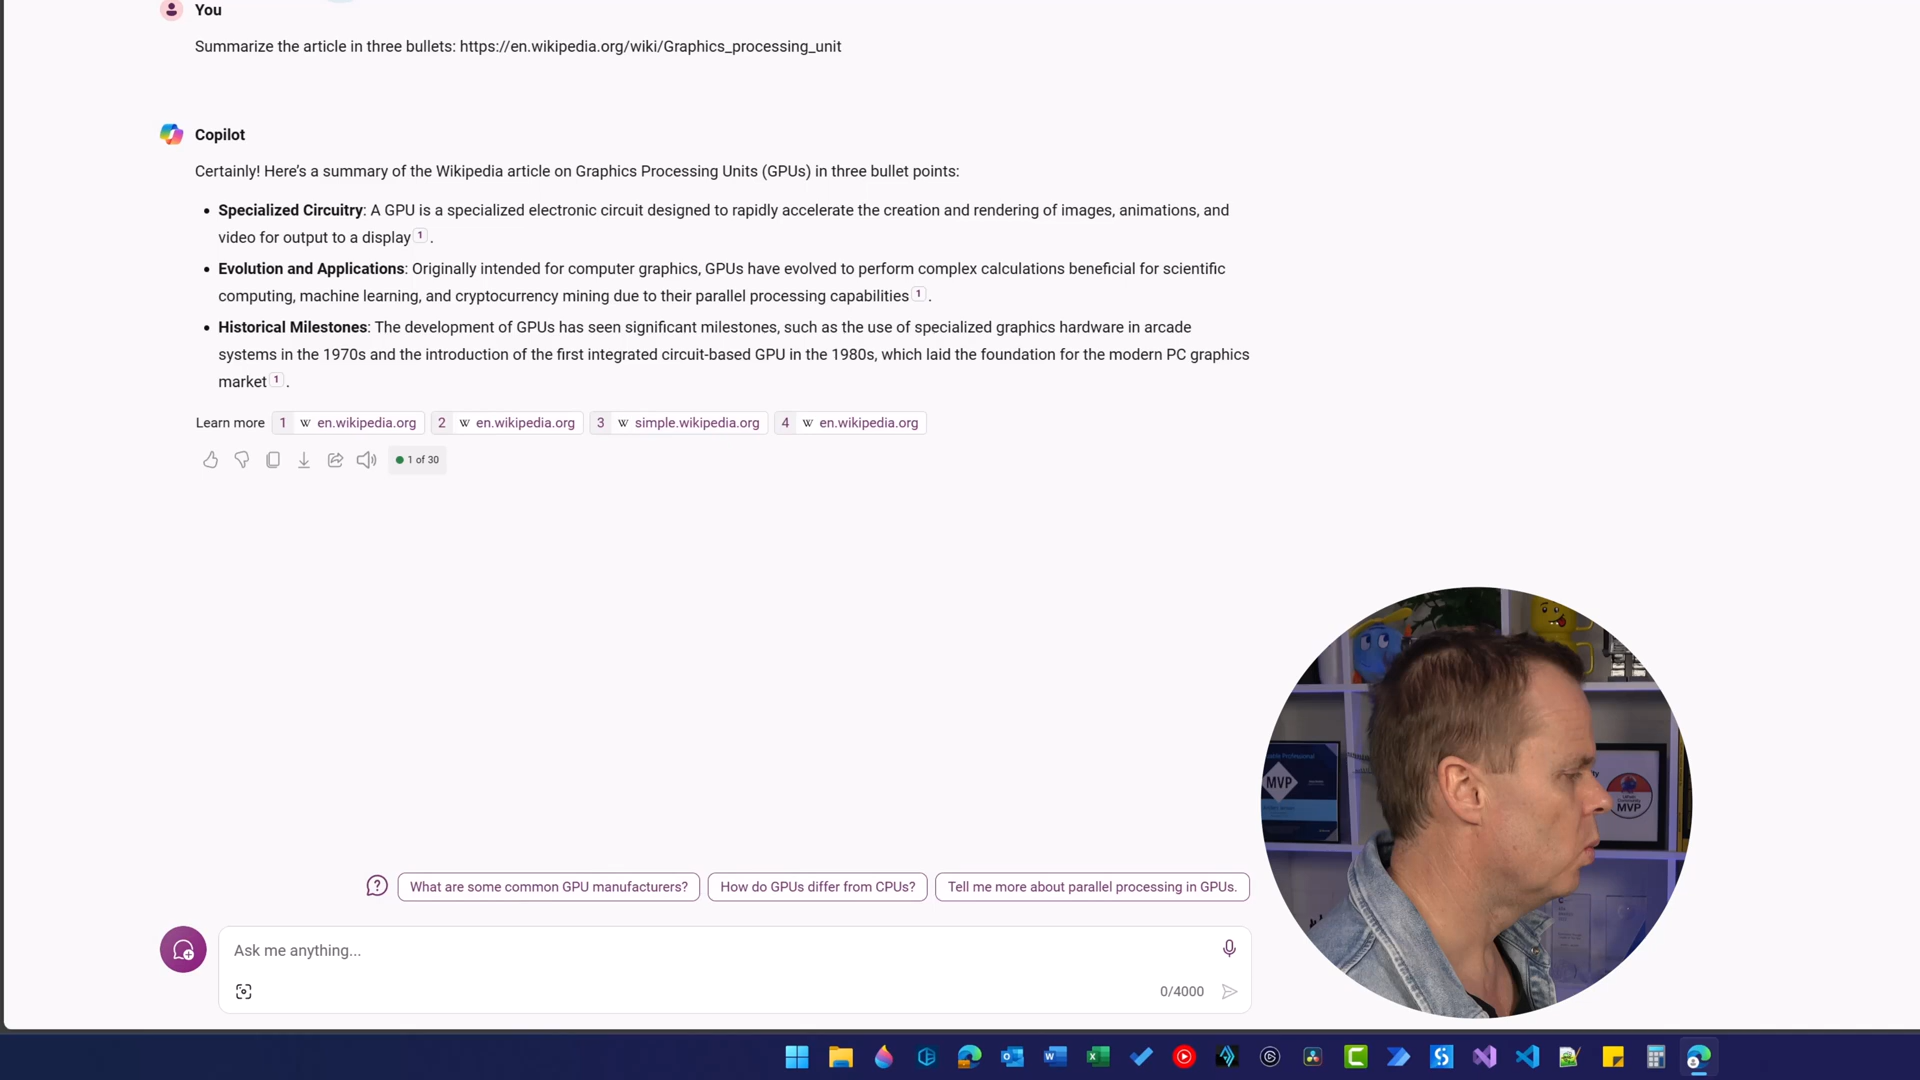 You
Summarize the article in three bullets: https://en.wikipedia.org/wiki/Graphics_processing_unit
Copilot
Certainly! Here’s a summary of the Wikipedia article on Graphics Processing Units (GPUs) in three bullet points:
• Specialized Circuitry: A GPU is a specialized electronic circuit designed to rapidly accelerate the creation and rendering of images, animations, and
video for output to a display 1 .
• Evolution and Applications: Originally intended for computer graphics, GPUs have evolved to perform complex calculations beneficial for scientific
computing, machine learning, and cryptocurrency mining due to their parallel processing capabilities 1 .
• Historical Milestones: The development of GPUs has seen significant milestones, such as the use of specialized graphics hardware in arcade
systems in the 1970s and the introduction of the first integrated circuit-based GPU in the 1980s, which laid the foundation for the modern PC graphics
market 1 .
Learn more 1 W en.wikipedia.org 2 W en.wikipedia.org 3 W simple.wikipedia.org 4 W en.wikipedia.org
1 of 30
MVP
MVP
What are some common GPU manufacturers? How do GPUs differ from CPUs? Tell me more about parallel processing in GPUs.
Ask me anything...
0/4000